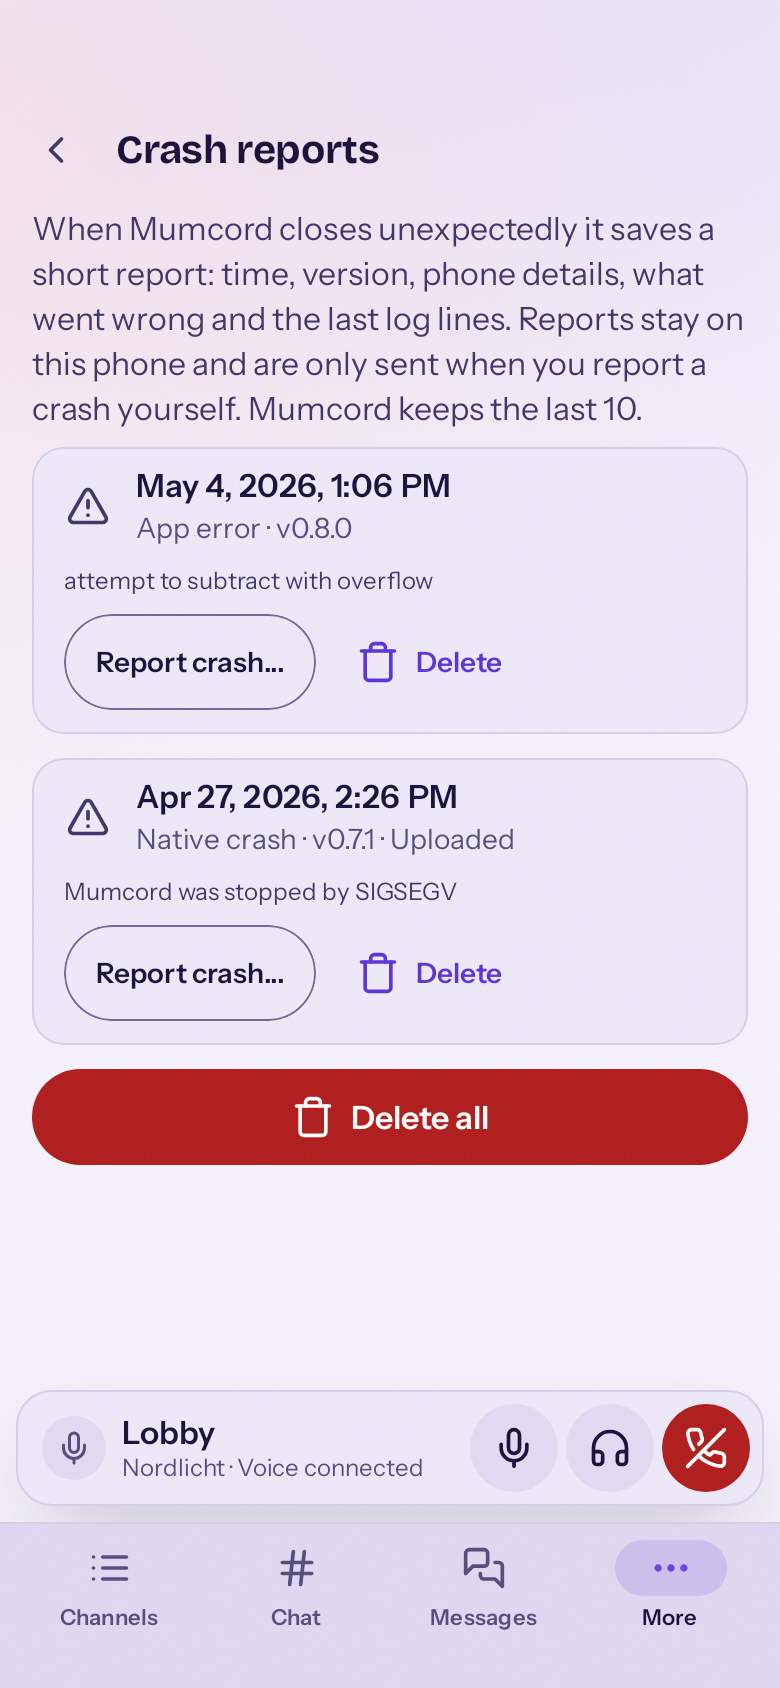 Crash reports
When Mumcord closes unexpectedly it saves a
short report: time, version, phone details, what
went wrong and the last log lines. Reports stay on
this phone and are only sent when you report a
crash yourself. Mumcord keeps the last 10.
May 4, 2026, 1:06 PM
App error · v0.8.0
attempt to subtract with overflow
Report crash...
Delete
Apr 27, 2026, 2:26 PM
Native crash · v0.7.1 · Uploaded
Mumcord was stopped by SIGSEGV
Report crash...
Delete
Delete all
Lobby
Nordlicht · Voice connected
Channels
Chat
Messages
More